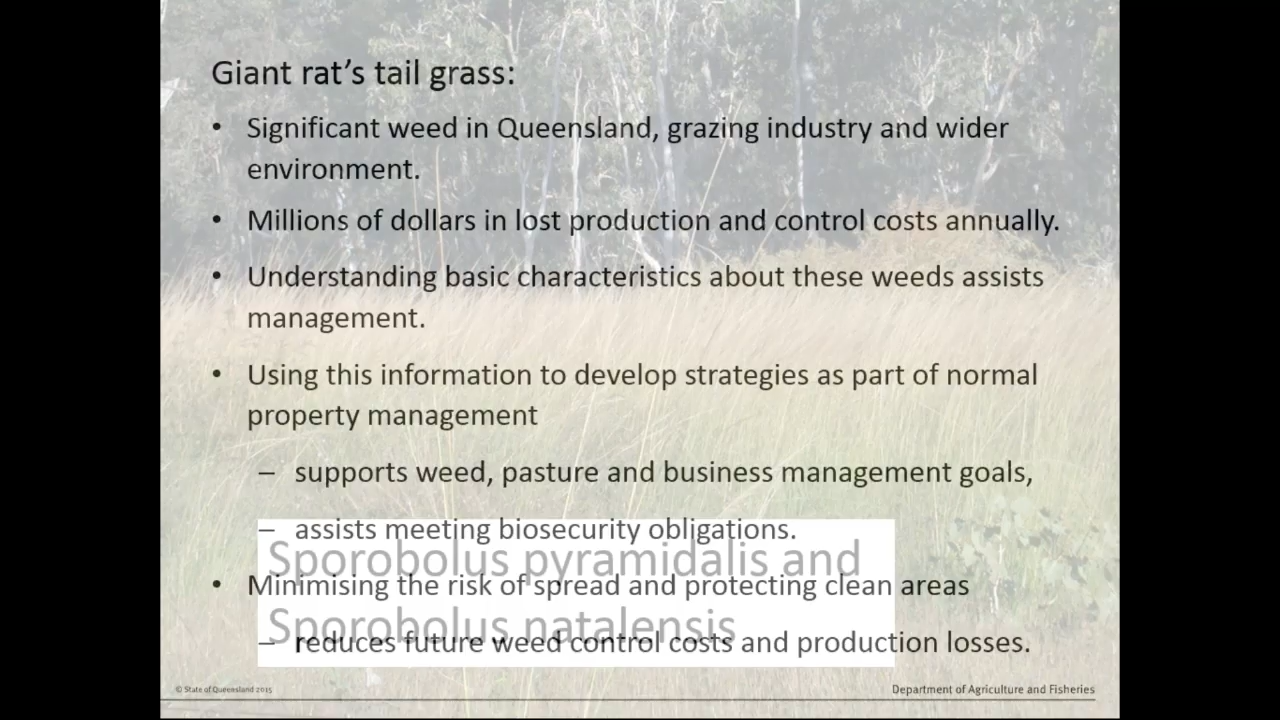 Giant rat's tail grass:
• Significant weed in Queensland, grazing industry and wider
environment.
• Millions of dollars in lost production and control costs annually.
• Understanding basic characteristics about these weeds assists
management.
• Using this information to develop strategies as part of normal
property management
– supports weed, pasture and business management goals,
– assists meeting biosecurity obligations.
Sporobolus pyramidalis and
• Minimising the risk of spread and protecting clean areas
Sporobolus natalensis
– reduces future weed control costs and production losses.
© State of Queensland 2015
Department of Agriculture and Fisheries